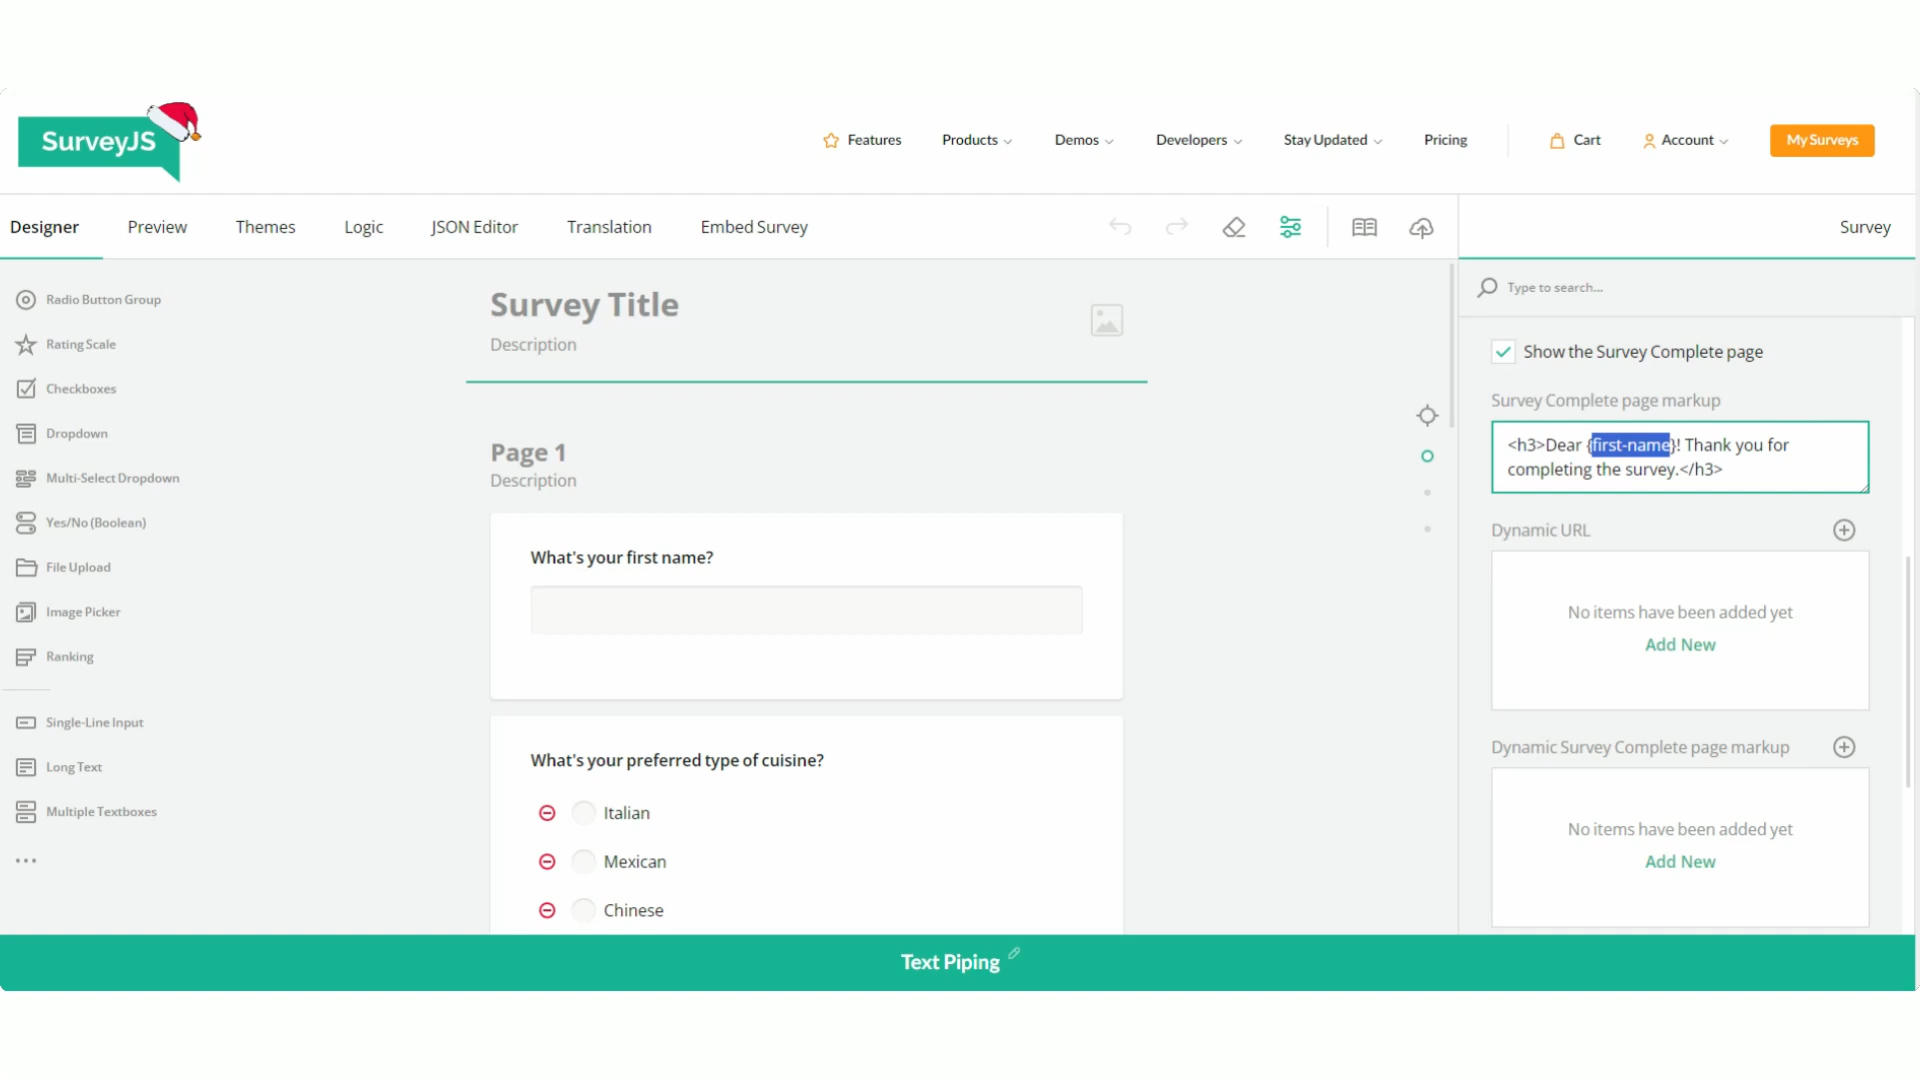 SurveyJS
Features
Products
Demos
Developers
Stay Updated
Pricing
Cart
Account
My Surveys
Designer
Preview
Themes
Logic
JSON Editor
Translation
Embed Survey
Survey
Radio Button Group
Rating Scale
Checkboxes
Dropdown
Multi-Select Dropdown
Yes/No (Boolean)
File Upload
Image Picker
Ranking
Single-Line Input
Long Text
Multiple Textboxes
Survey Title
Description
Page 1
Description
What's your first name?
What's your preferred type of cuisine?
Italian
Mexican
Chinese
Type to search...
Show the Survey Complete page
Survey Complete page markup
<h3>Dear {first-name}! Thank you for
completing the survey.</h3>
Dynamic URL
No items have been added yet
Add New
Dynamic Survey Complete page markup
No items have been added yet
Add New
Text Piping